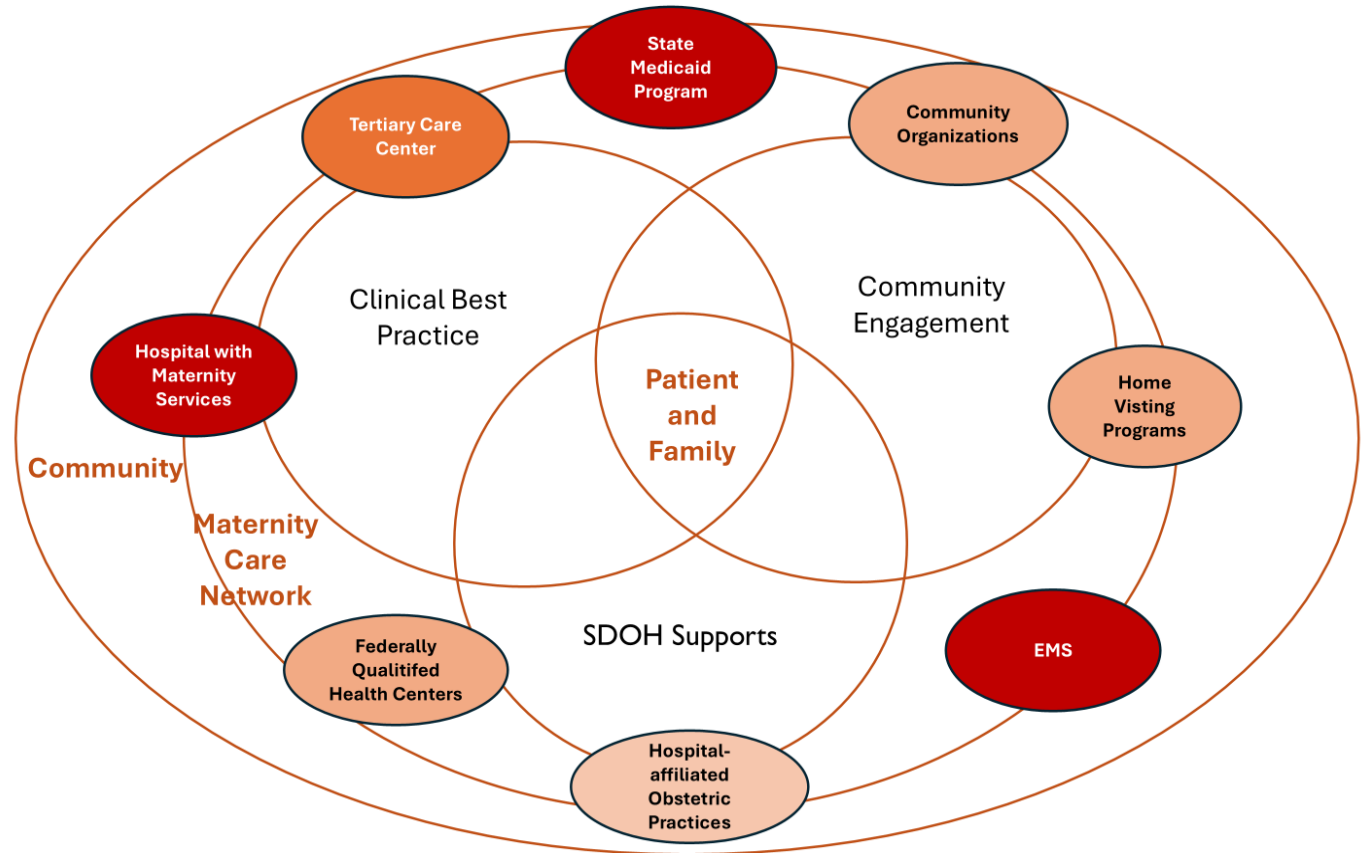 State
Medicaid
Program
Tertiary Care
Center
Community
Organizations
Clinical Best
Practice
Community
Engagement
Hospital with
Maternity
Services
Patient
and
Family
Home
Visting
Programs
Community
Maternity
Care
Network
SDOH Supports
Federally
Qualitifed
Health Centers
EMS
Hospital-
affiliated
Obstetric
Practices